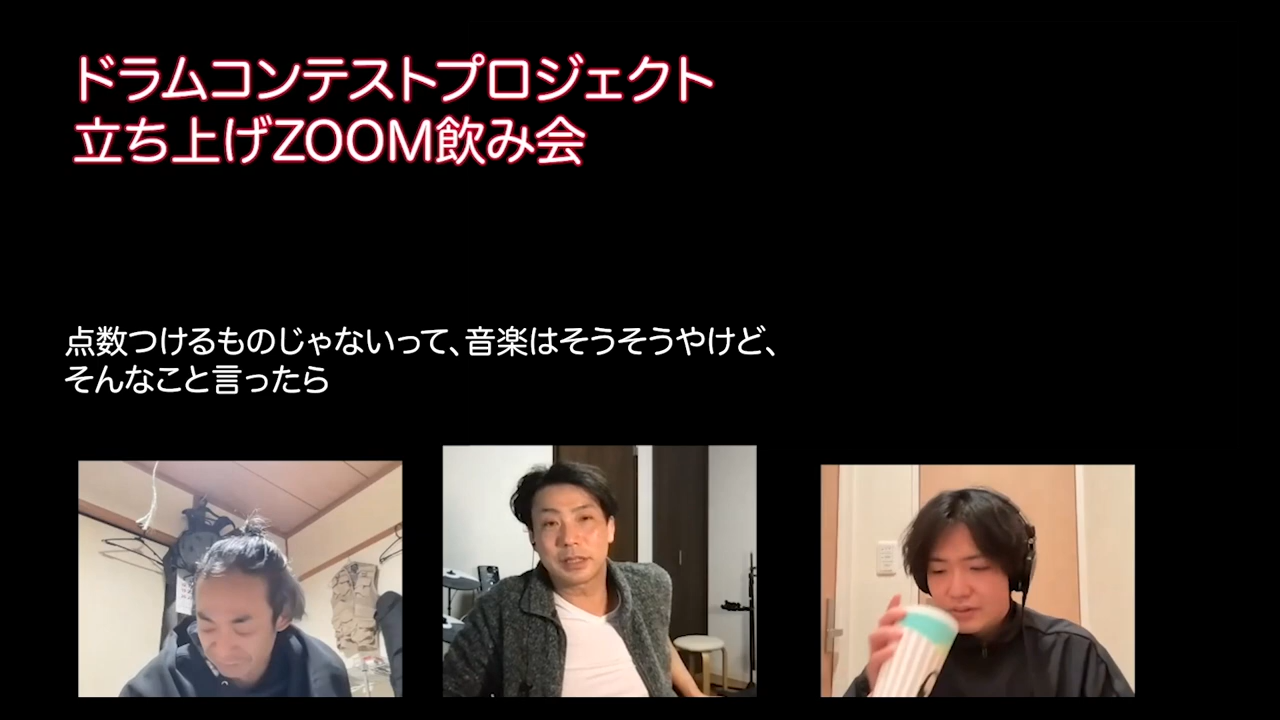 ドラムコンテストプロジェクト
立ち上げZOOM飲み会
点数つけるものじゃないって、音楽はそうそうやけど、
そんなこと言ったら